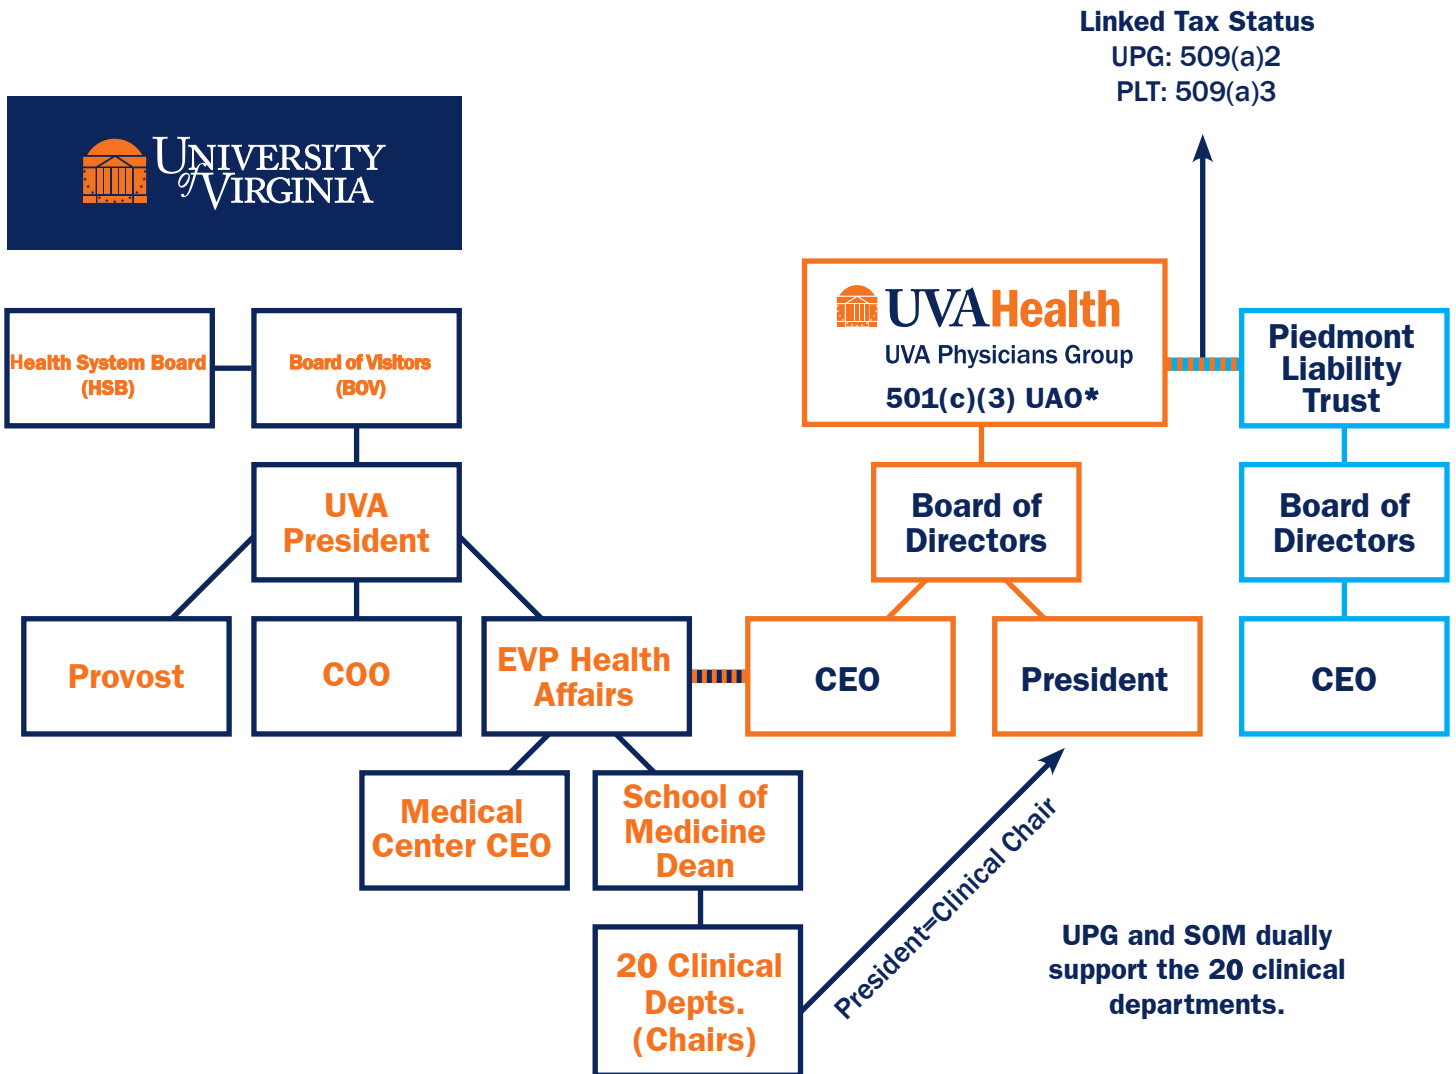 Linked Tax Status
UPG: 509(a)2
PLT: 509(a)3
UNIVERSITY
of VIRGINIA
Health System Board
(HSB)
Board of Visitors
(BOV)
UVA
President
Provost
COO
EVP Health
Affairs
Medical
Center CEO
School of
Medicine
Dean
20 Clinical
Depts.
(Chairs)
UVAHealth
UVA Physicians Group
501(c)(3) UAO*
Board of
Directors
CEO
President
President=Clinical Chair
Piedmont
Liability
Trust
Board of
Directors
CEO
UPG and SOM dually
support the 20 clinical
departments.